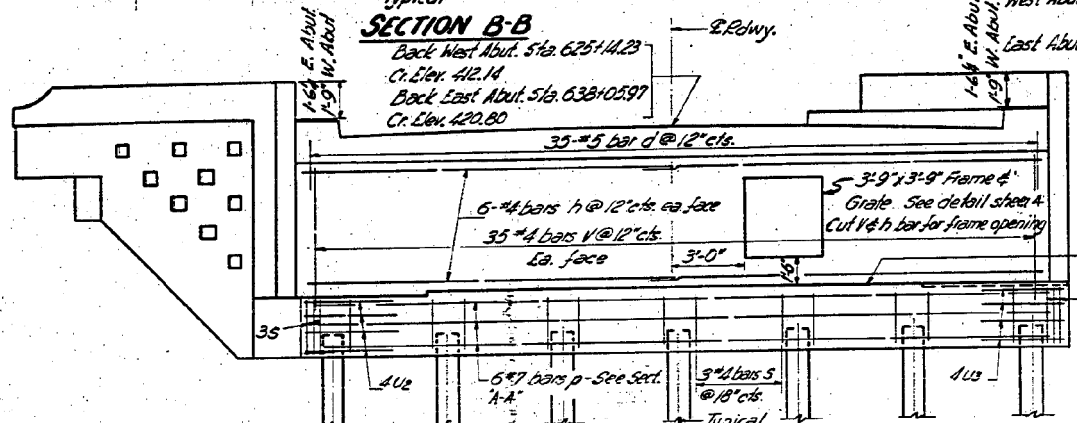 Typical
SECTION B-B
Back West Abut. Sta. 625+14.23
Cr. Elev. 412.14
Back East Abut. Sta. 638+05.97
Cr. Elev. 420.80
1'-6¼" E. Abut.
1'-9" W. Abut.
℄ Rdwy.
1'-6¼" E. Abut.
1'-9" W. Abut.
West Abut
East Abut
35-#5 bar d @ 12" cts.
6-#4 bars h @ 12" cts. ea. face
35 #4 bars V @ 12" cts.
Ea. face
3'-0"
1'-6"
3'-9" x 3'-9" Frame &
Grate. See detail sheet 4
Cut V & h bar for frame opening
3S
4U2
6 #7 bars p - See Sect.
"A-A"
3 #4 bars S
@ 18" cts.
Typical
4U3